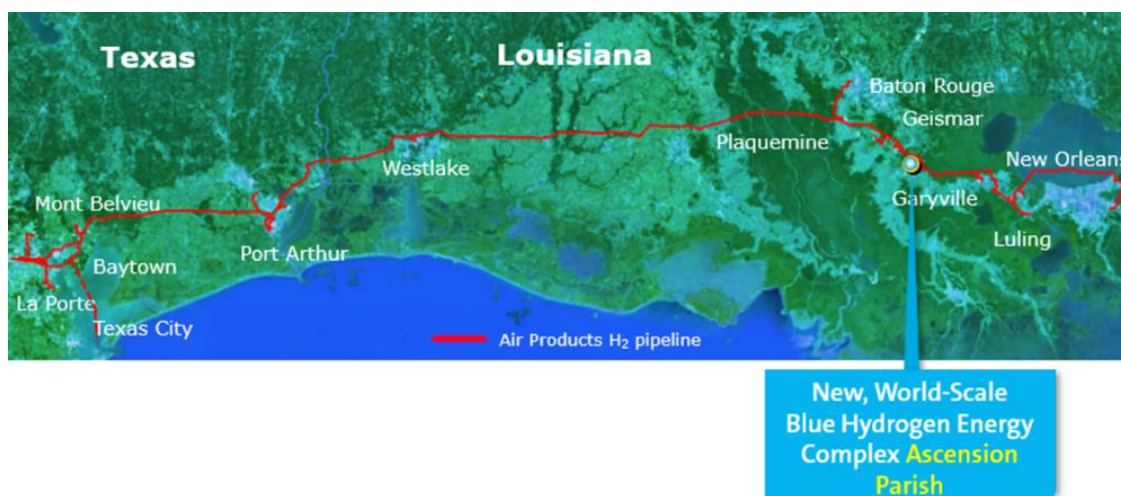 Texas
Louisiana
Baton Rouge
Geismar
Plaquemine
New Orleans
Westlake
Garyville
Mont Belvieu
Luling
Port Arthur
Baytown
La Porte
Texas City
Air Products H₂ pipeline
New, World-Scale
Blue Hydrogen Energy
Complex Ascension
Parish